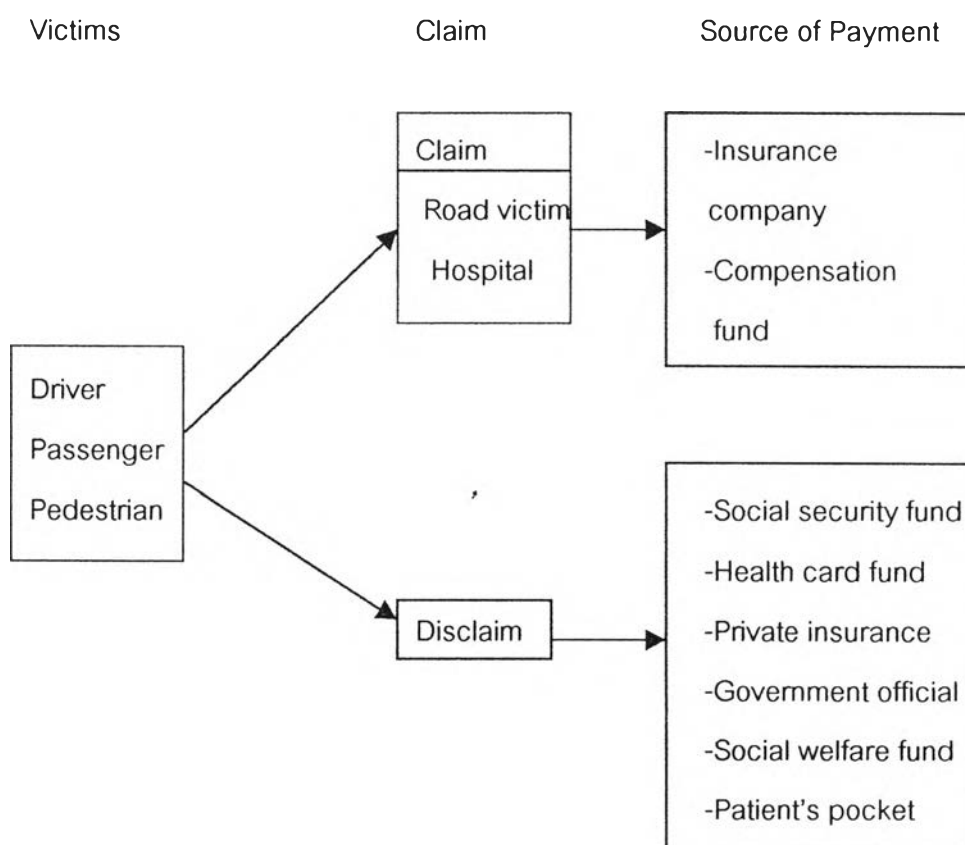 Victims Claim Source of Payment
Claim
Road victim
Hospital
-Insurance
company
-Compensation
fund
Driver
Passenger
Pedestrian
Disclaim
-Social security fund
-Health card fund
-Private insurance
-Government official
-Social welfare fund
-Patient's pocket